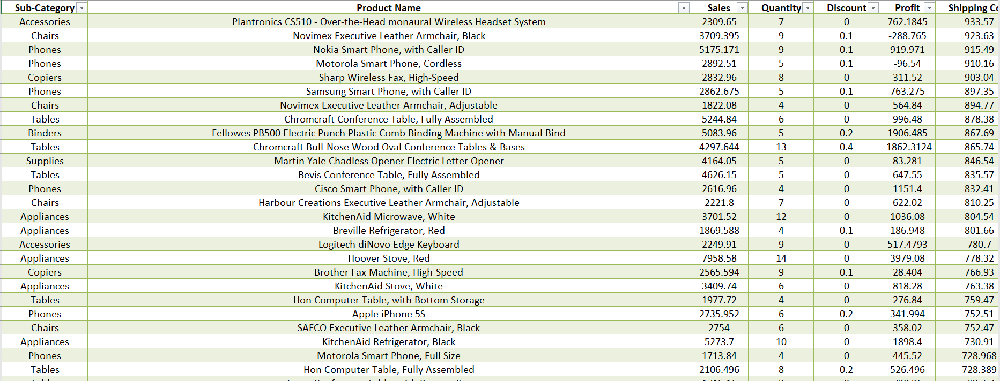 Sub-Category Product Name Sales Quantity Discount Profit Shipping Co
Accessories Plantronics CS510 - Over-the-Head monaural Wireless Headset System 2309.65 7 0 762.1845 933.57
Chairs Novimex Executive Leather Armchair, Black 3709.395 9 0.1 -288.765 923.63
Phones Nokia Smart Phone, with Caller ID 5175.171 9 0.1 919.971 915.49
Phones Motorola Smart Phone, Cordless 2892.51 5 0.1 -96.54 910.16
Copiers Sharp Wireless Fax, High-Speed 2832.96 8 0 311.52 903.04
Phones Samsung Smart Phone, with Caller ID 2862.675 5 0.1 763.275 897.35
Chairs Novimex Executive Leather Armchair, Adjustable 1822.08 4 0 564.84 894.77
Tables Chromcraft Conference Table, Fully Assembled 5244.84 6 0 996.48 878.38
Binders Fellowes PB500 Electric Punch Plastic Comb Binding Machine with Manual Bind 5083.96 5 0.2 1906.485 867.69
Tables Chromcraft Bull-Nose Wood Oval Conference Tables & Bases 4297.644 13 0.4 -1862.3124 865.74
Supplies Martin Yale Chadless Opener Electric Letter Opener 4164.05 5 0 83.281 846.54
Tables Bevis Conference Table, Fully Assembled 4626.15 5 0 647.55 835.57
Phones Cisco Smart Phone, with Caller ID 2616.96 4 0 1151.4 832.41
Chairs Harbour Creations Executive Leather Armchair, Adjustable 2221.8 7 0 622.02 810.25
Appliances KitchenAid Microwave, White 3701.52 12 0 1036.08 804.54
Appliances Breville Refrigerator, Red 1869.588 4 0.1 186.948 801.66
Accessories Logitech diNovo Edge Keyboard 2249.91 9 0 517.4793 780.7
Appliances Hoover Stove, Red 7958.58 14 0 3979.08 778.32
Copiers Brother Fax Machine, High-Speed 2565.594 9 0.1 28.404 766.93
Appliances KitchenAid Stove, White 3409.74 6 0 818.28 763.38
Tables Hon Computer Table, with Bottom Storage 1977.72 4 0 276.84 759.47
Phones Apple iPhone 5S 2735.952 6 0.2 341.994 752.51
Chairs SAFCO Executive Leather Armchair, Black 2754 6 0 358.02 752.47
Appliances KitchenAid Refrigerator, Black 5273.7 10 0 1898.4 730.91
Phones Motorola Smart Phone, Full Size 1713.84 4 0 445.52 728.968
Tables Hon Computer Table, Fully Assembled 2106.496 8 0.2 526.496 728.389